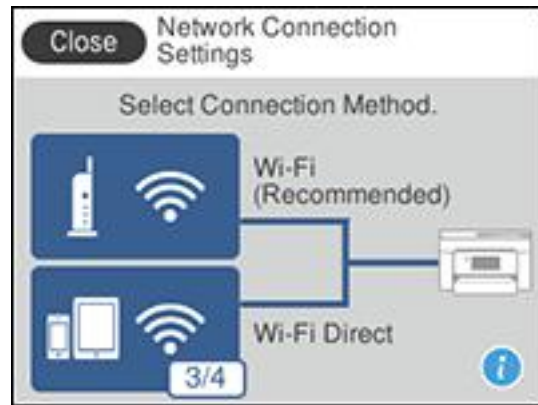 Close
Network Connection
Settings
Select Connection Method.
Wi-Fi
(Recommended)
Wi-Fi Direct
3/4
i